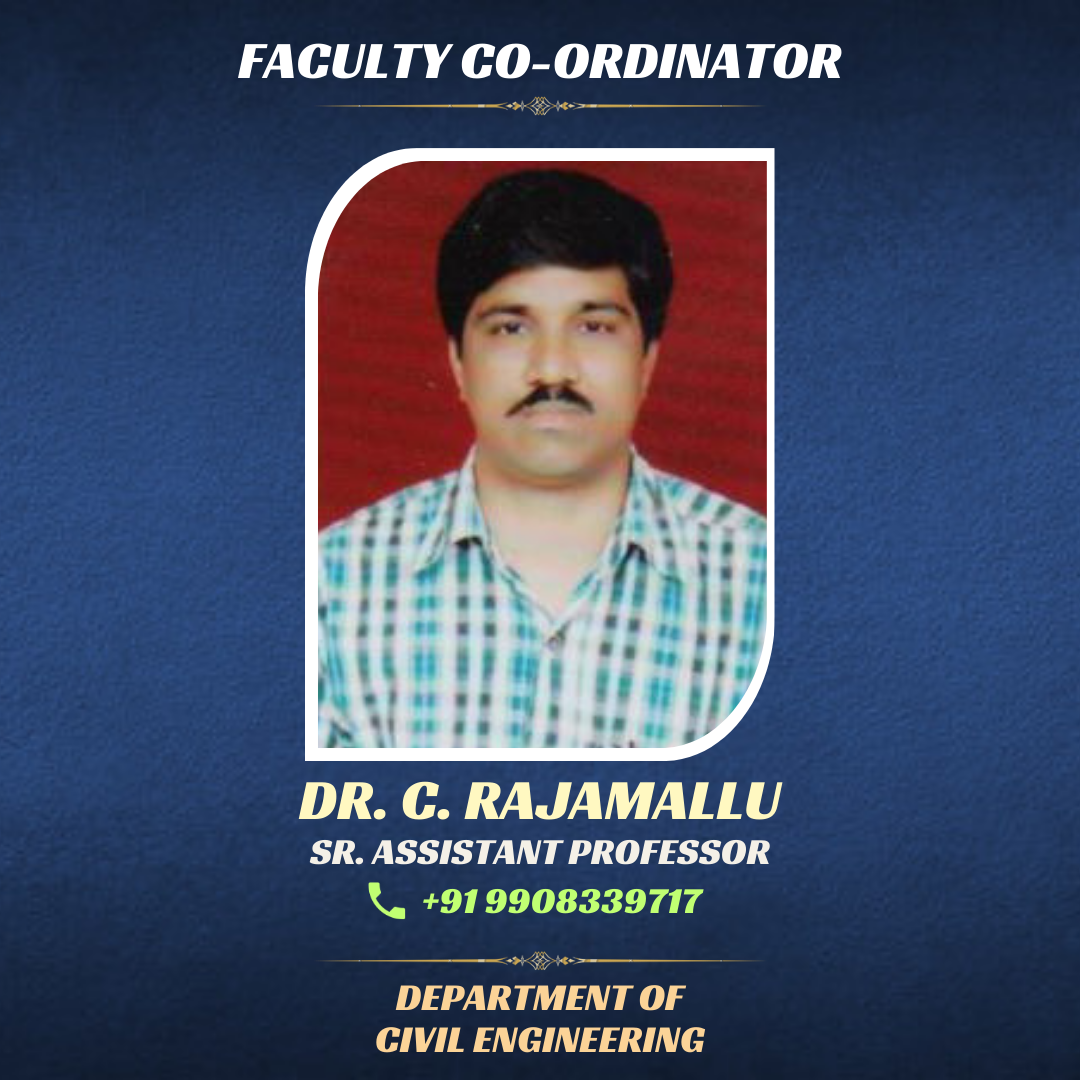 FACULTY CO-ORDINATOR
DR. C. RAJAMALLU
SR. ASSISTANT PROFESSOR
+91 9908339717
DEPARTMENT OF
CIVIL ENGINEERING